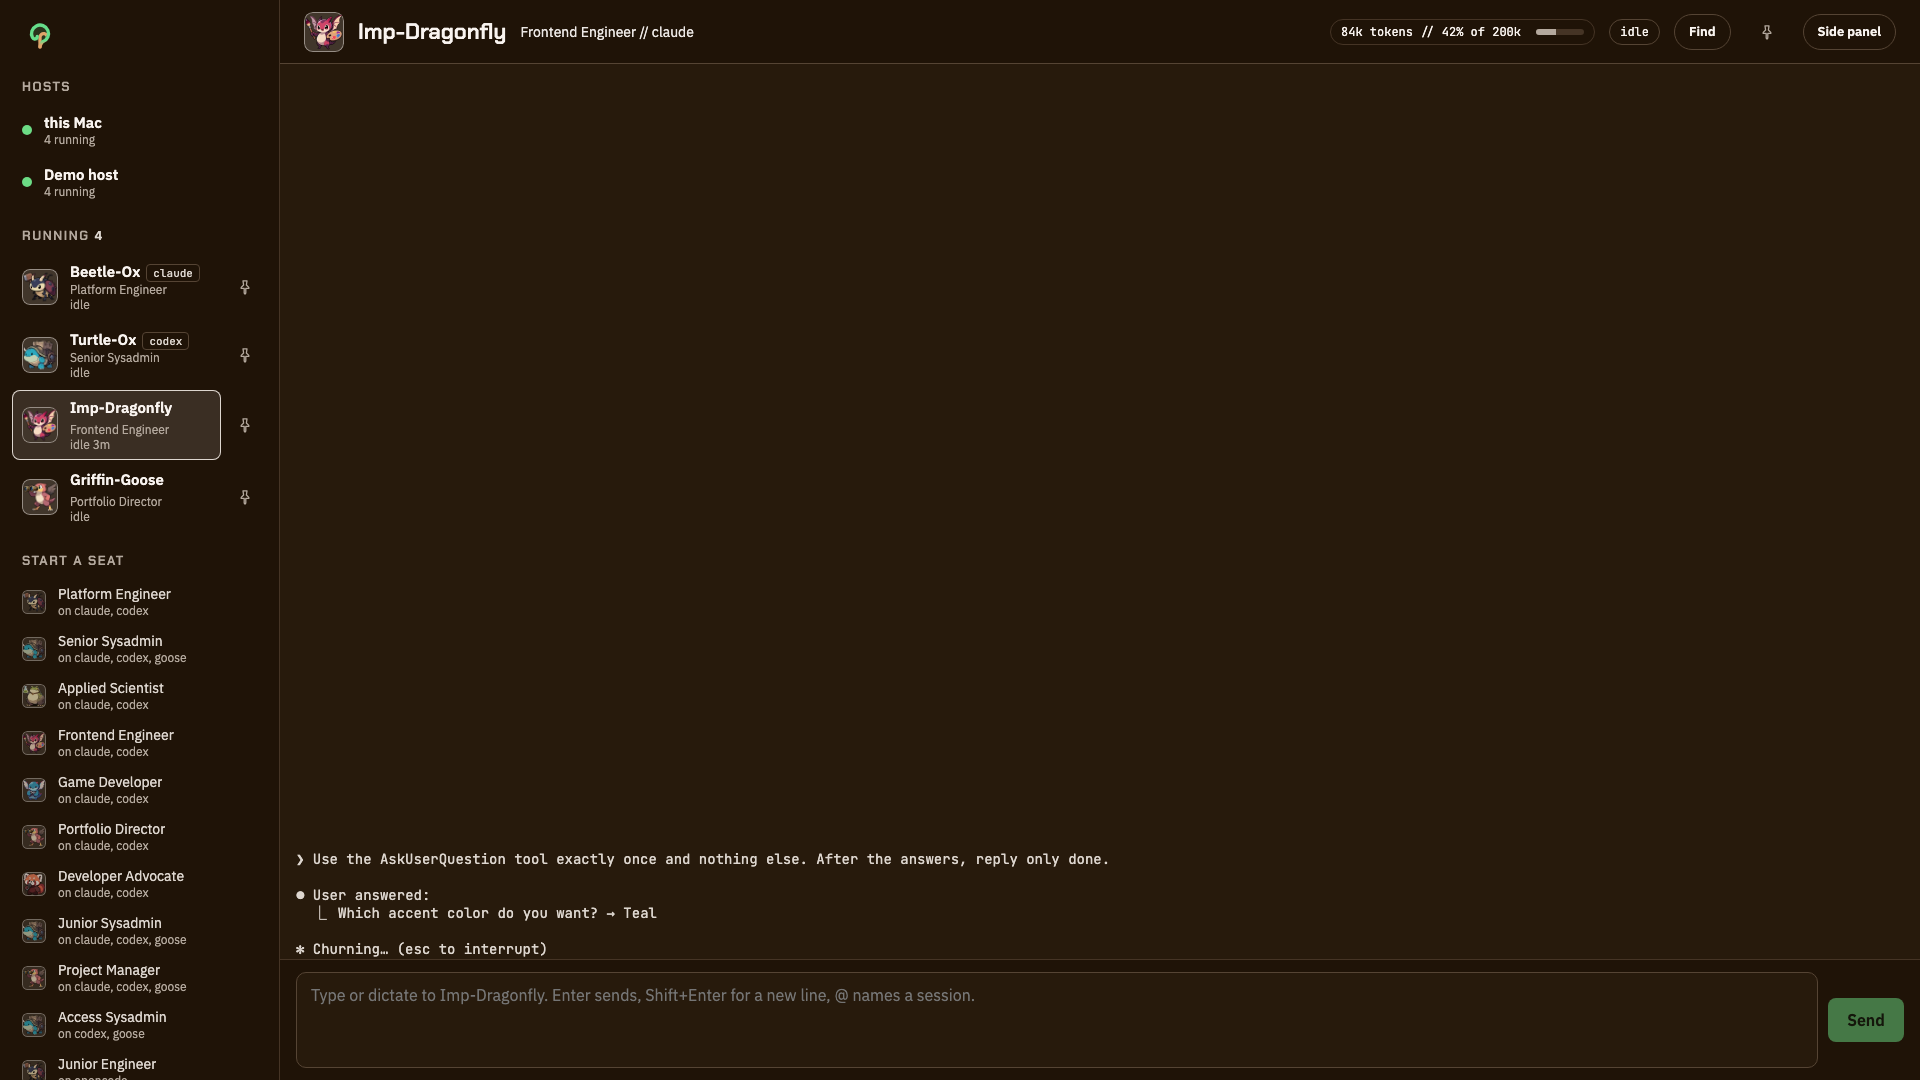 HOSTS
this Mac
4 running
Demo host
4 running
RUNNING 4
Beetle-Ox claude
Platform Engineer
idle
Turtle-Ox codex
Senior Sysadmin
idle
Imp-Dragonfly
Frontend Engineer
idle 3m
Griffin-Goose
Portfolio Director
idle
START A SEAT
Platform Engineer
on claude, codex
Senior Sysadmin
on claude, codex, goose
Applied Scientist
on claude, codex
Frontend Engineer
on claude, codex
Game Developer
on claude, codex
Portfolio Director
on claude, codex
Developer Advocate
on claude, codex
Junior Sysadmin
on claude, codex, goose
Project Manager
on claude, codex, goose
Access Sysadmin
on codex, goose
Junior Engineer
Imp-Dragonfly Frontend Engineer // claude
84k tokens // 42% of 200k
idle
Find
Side panel
❯ Use the AskUserQuestion tool exactly once and nothing else. After the answers, reply only done.
● User answered:
⎿ Which accent color do you want? → Teal
✻ Churning… (esc to interrupt)
Type or dictate to Imp-Dragonfly. Enter sends, Shift+Enter for a new line, @ names a session.
Send